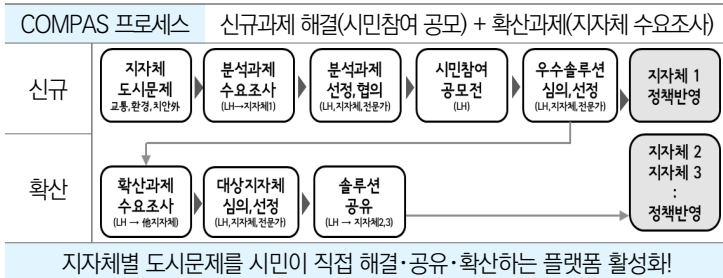 COMPAS 프로세스 신규과제 해결(시민참여 공모) + 확산과제(지자체 수요조사)
신규
지자체
도시문제
교통,환경,치안外
분석과제
수요조사
(LH→지자체1)
분석과제
선정,협의
(LH,지자체,전문가)
시민참여
공모전
(LH)
우수솔루션
심의,선정
(LH,지자체,전문가)
지자체 1
정책반영
확산
확산과제
수요조사
(LH → 他지자체)
대상지자체
심의,선정
(LH,지자체,전문가)
솔루션
공유
(LH → 지자체2,3)
지자체 2
지자체 3
:
정책반영
지자체별 도시문제를 시민이 직접 해결·공유·확산하는 플랫폼 활성화!